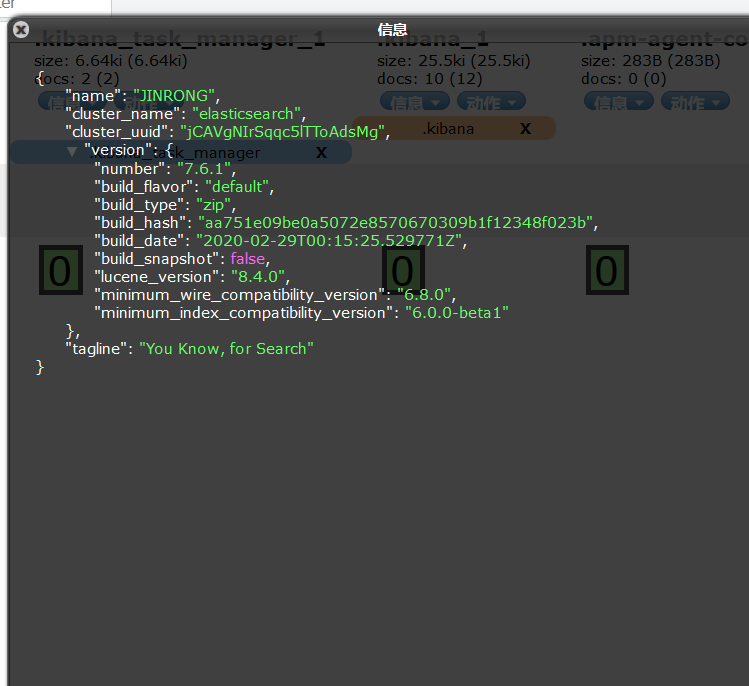 ter
信息
.kibana_task_manager_1
.kibana_1
.apm-agent-co
size: 6.64ki (6.64ki)
size: 25.5ki (25.5ki)
size: 283B (283B)
docs: 2 (2)
docs: 10 (12)
docs: 0 (0)
信息
动作
信息
动作
信息
动作
.kibana X
.kibana_task_manager X
{
"name": "JINRONG",
"cluster_name": "elasticsearch",
"cluster_uuid": "jCAVgNIrSqqc5lTToAdsMg",
"version": {
"number": "7.6.1",
"build_flavor": "default",
"build_type": "zip",
"build_hash": "aa751e09be0a5072e8570670309b1f12348f023b",
"build_date": "2020-02-29T00:15:25.529771Z",
"build_snapshot": false,
"lucene_version": "8.4.0",
"minimum_wire_compatibility_version": "6.8.0",
"minimum_index_compatibility_version": "6.0.0-beta1"
},
"tagline": "You Know, for Search"
}
0
0
0